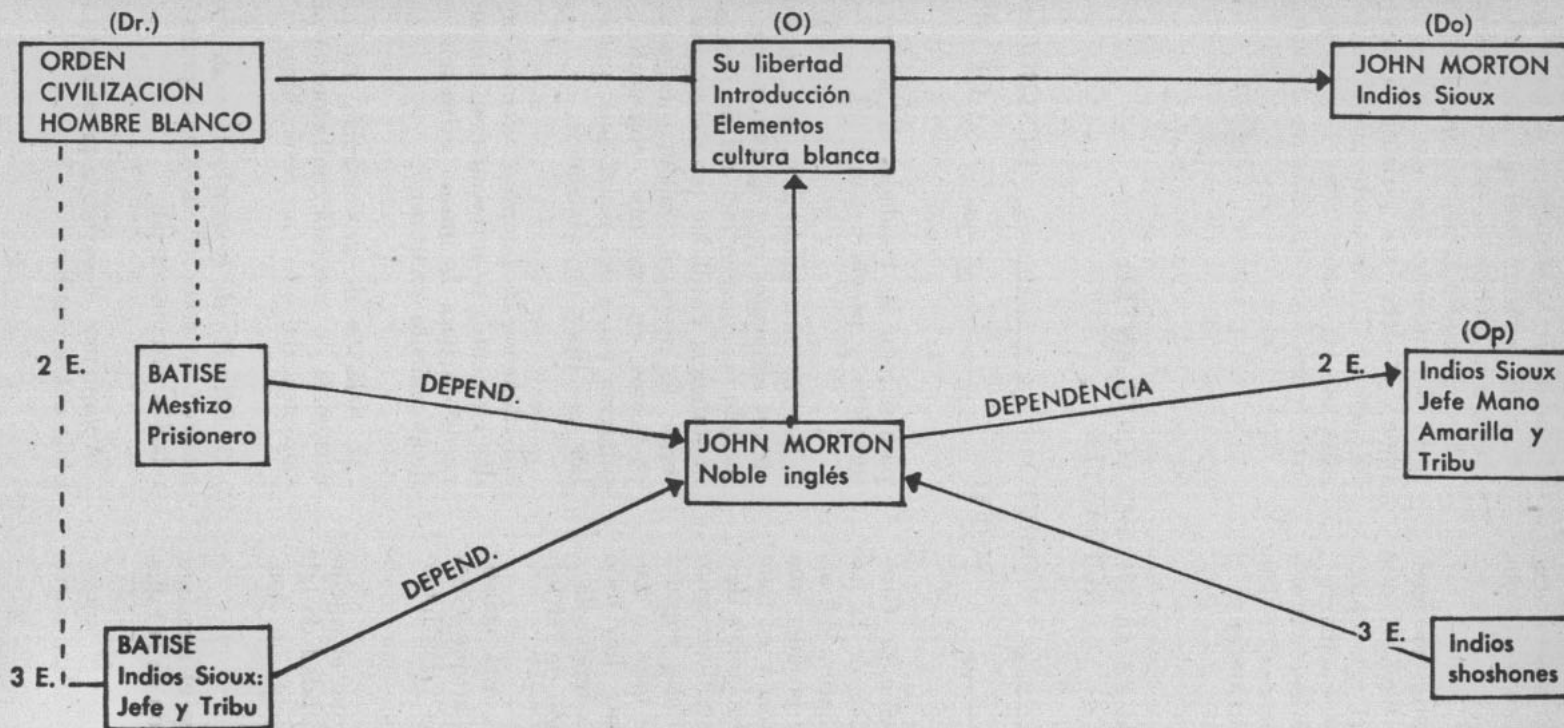 (Dr.)
ORDEN
CIVILIZACION
HOMBRE BLANCO
(O)
Su libertad
Introducción
Elementos
cultura blanca
(Do)
JOHN MORTON
Indios Sioux
2 E.
BATISE
Mestizo
Prisionero
DEPEND.
JOHN MORTON
Noble inglés
DEPENDENCIA
2 E.
(Op)
Indios Sioux
Jefe Mano
Amarilla y
Tribu
3 E.
BATISE
Indios Sioux:
Jefe y Tribu
DEPEND.
3 E.
Indios
shoshones